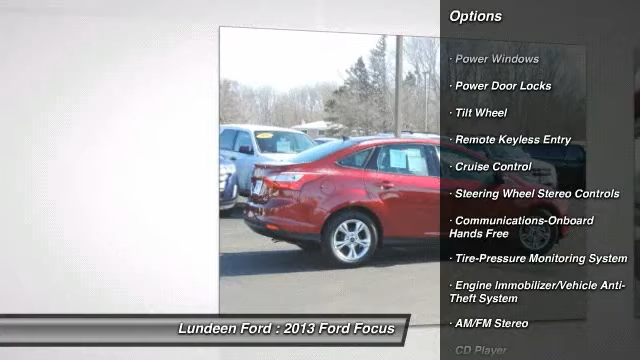 Options
· Power Windows
· Power Door Locks
· Tilt Wheel
· Remote Keyless Entry
· Cruise Control
· Steering Wheel Stereo Controls
· Communications-Onboard
Hands Free
· Tire-Pressure Monitoring System
· Engine Immobilizer/Vehicle Anti-
Theft System
· AM/FM Stereo
· CD Player
Lundeen Ford : 2013 Ford Focus